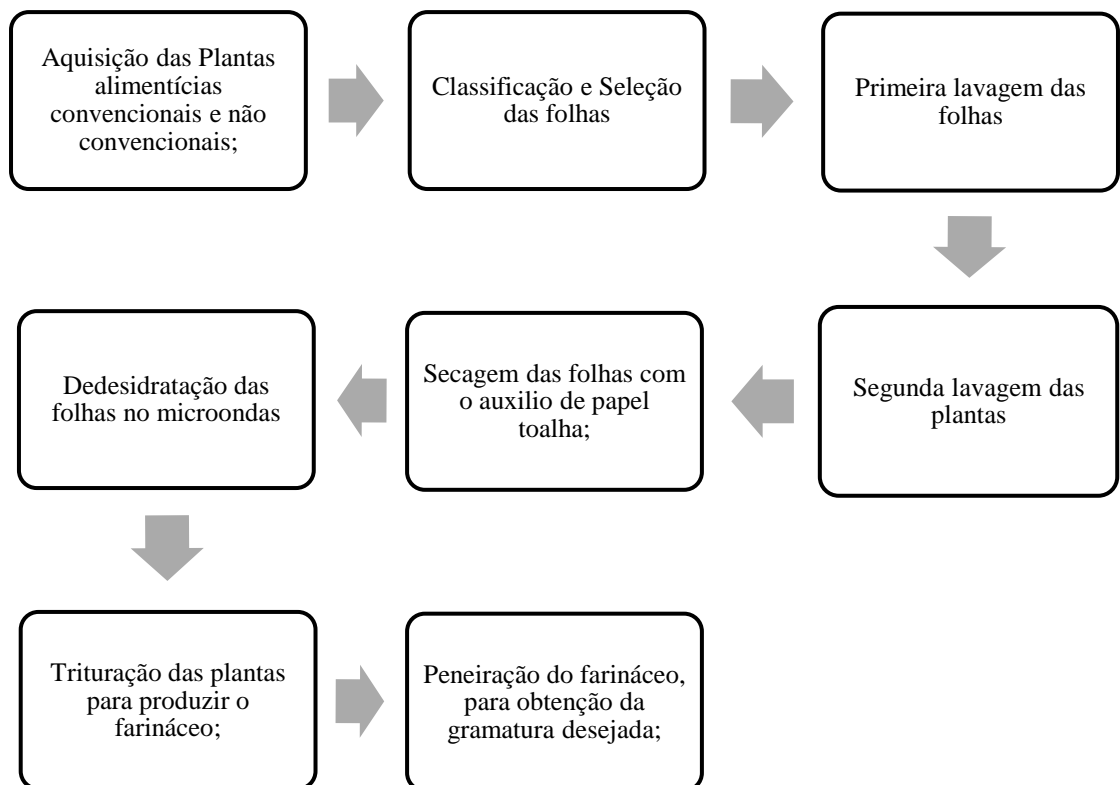 Aquisição das Plantas
alimentícias
convencionais e não
convencionais;
Classificação e Seleção
das folhas
Primeira lavagem das
folhas
Segunda lavagem das
plantas
Secagem das folhas com
o auxilio de papel
toalha;
Dedesidratação das
folhas no microondas
Trituração das plantas
para produzir o
farináceo;
Peneiração do farináceo,
para obtenção da
gramatura desejada;